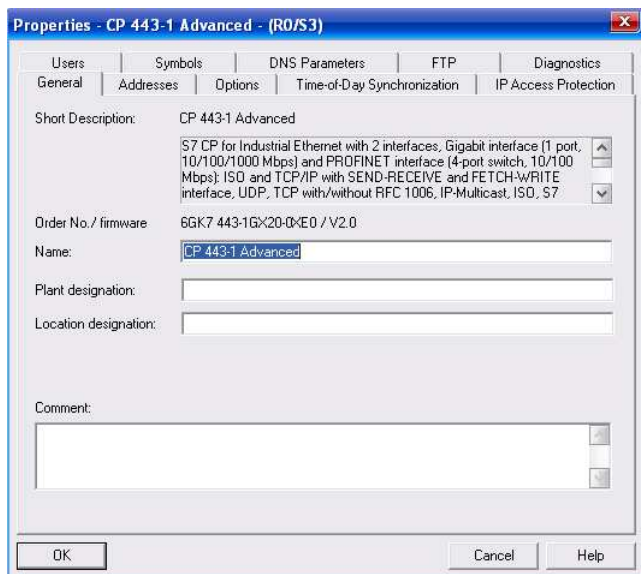 Properties - CP 443-1 Advanced - (R0/S3)
Users Symbols DNS Parameters FTP Diagnostics
General Addresses Options Time-of-Day Synchronization IP Access Protection
Short Description: CP 443-1 Advanced
S7 CP for Industrial Ethernet with 2 interfaces, Gigabit interface (1 port,
10/100/1000 Mbps) and PROFINET interface (4-port switch, 10/100
Mbps): ISO and TCP/IP with SEND-RECEIVE and FETCH-WRITE
interface, UDP, TCP with/without RFC 1006, IP-Multicast, ISO, S7
Order No./ firmware 6GK7 443-1GX20-0XE0 / V2.0
Name: CP 443-1 Advanced
Plant designation:
Location designation:
Comment:
OK Cancel Help